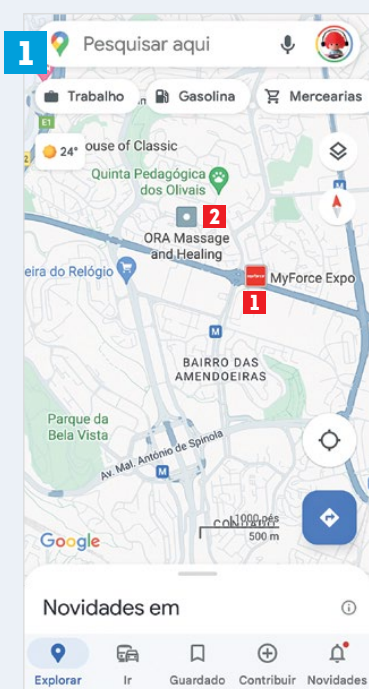 1
Pesquisar aqui
Trabalho
Gasolina
Mercearias
E1
2
24°
ouse of Classic
Quinta Pedagógica
dos Olivais
2
ORA Massage
and Healing
eira do Relógio
myforce
MyForce Expo
1
M
M
BAIRRO DAS
AMENDOEIRAS
Parque da
Bela Vista
Av. Mal. António de Spínola
M
1000 pés
500 m
Google
Novidades em
Explorar
Ir
Guardado
Contribuir
Novidades